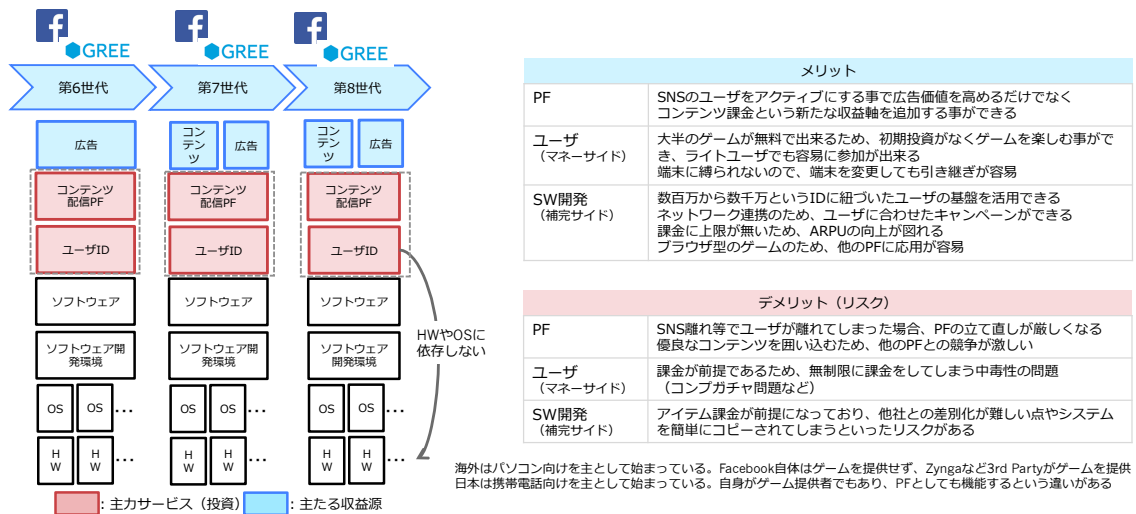 f
GREE
f
GREE
f
GREE
第6世代
第7世代
第8世代
広告
コン
テン
ツ
広告
コン
テン
ツ
広告
コンテンツ
配信PF
コンテンツ
配信PF
コンテンツ
配信PF
ユーザID
ユーザID
ユーザID
ソフトウェア
ソフトウェア
ソフトウェア
ソフトウェア開
発環境
ソフトウェア開
発環境
ソフトウェア
開発環境
HWやOSに
依存しない
OS
OS
…
OS
OS
…
OS
OS
…
H
W
H
W
…
H
W
H
W
…
H
W
H
W
…
: 主力サービス（投資）
: 主たる収益源
メリット
PF
SNSのユーザをアクティブにする事で広告価値を高めるだけでなく
コンテンツ課金という新たな収益軸を追加する事ができる
ユーザ
（マネーサイド）
大半のゲームが無料で出来るため、初期投資がなくゲームを楽しむ事がで
き、ライトユーザでも容易に参加が出来る
端末に縛られないので、端末を変更しても引き継ぎが容易
SW開発
（補完サイド）
数百万から数千万というIDに紐づいたユーザの基盤を活用できる
ネットワーク連携のため、ユーザに合わせたキャンペーンができる
課金に上限が無いため、ARPUの向上が図れる
ブラウザ型のゲームのため、他のPFに応用が容易
デメリット（リスク）
PF
SNS離れ等でユーザが離れてしまった場合、PFの立て直しが厳しくなる
優良なコンテンツを囲い込むため、他のPFとの競争が激しい
ユーザ
（マネーサイド）
課金が前提であるため、無制限に課金をしてしまう中毒性の問題
（コンプガチャ問題など）
SW開発
（補完サイド）
アイテム課金が前提になっており、他社との差別化が難しい点やシステム
を簡単にコピーされてしまうといったリスクがある
海外はパソコン向けを主として始まっている。Facebook自体はゲームを提供せず、Zyngaなど3rd Partyがゲームを提供
日本は携帯電話向けを主として始まっている。自身がゲーム提供者でもあり、PFとしても機能するという違いがある